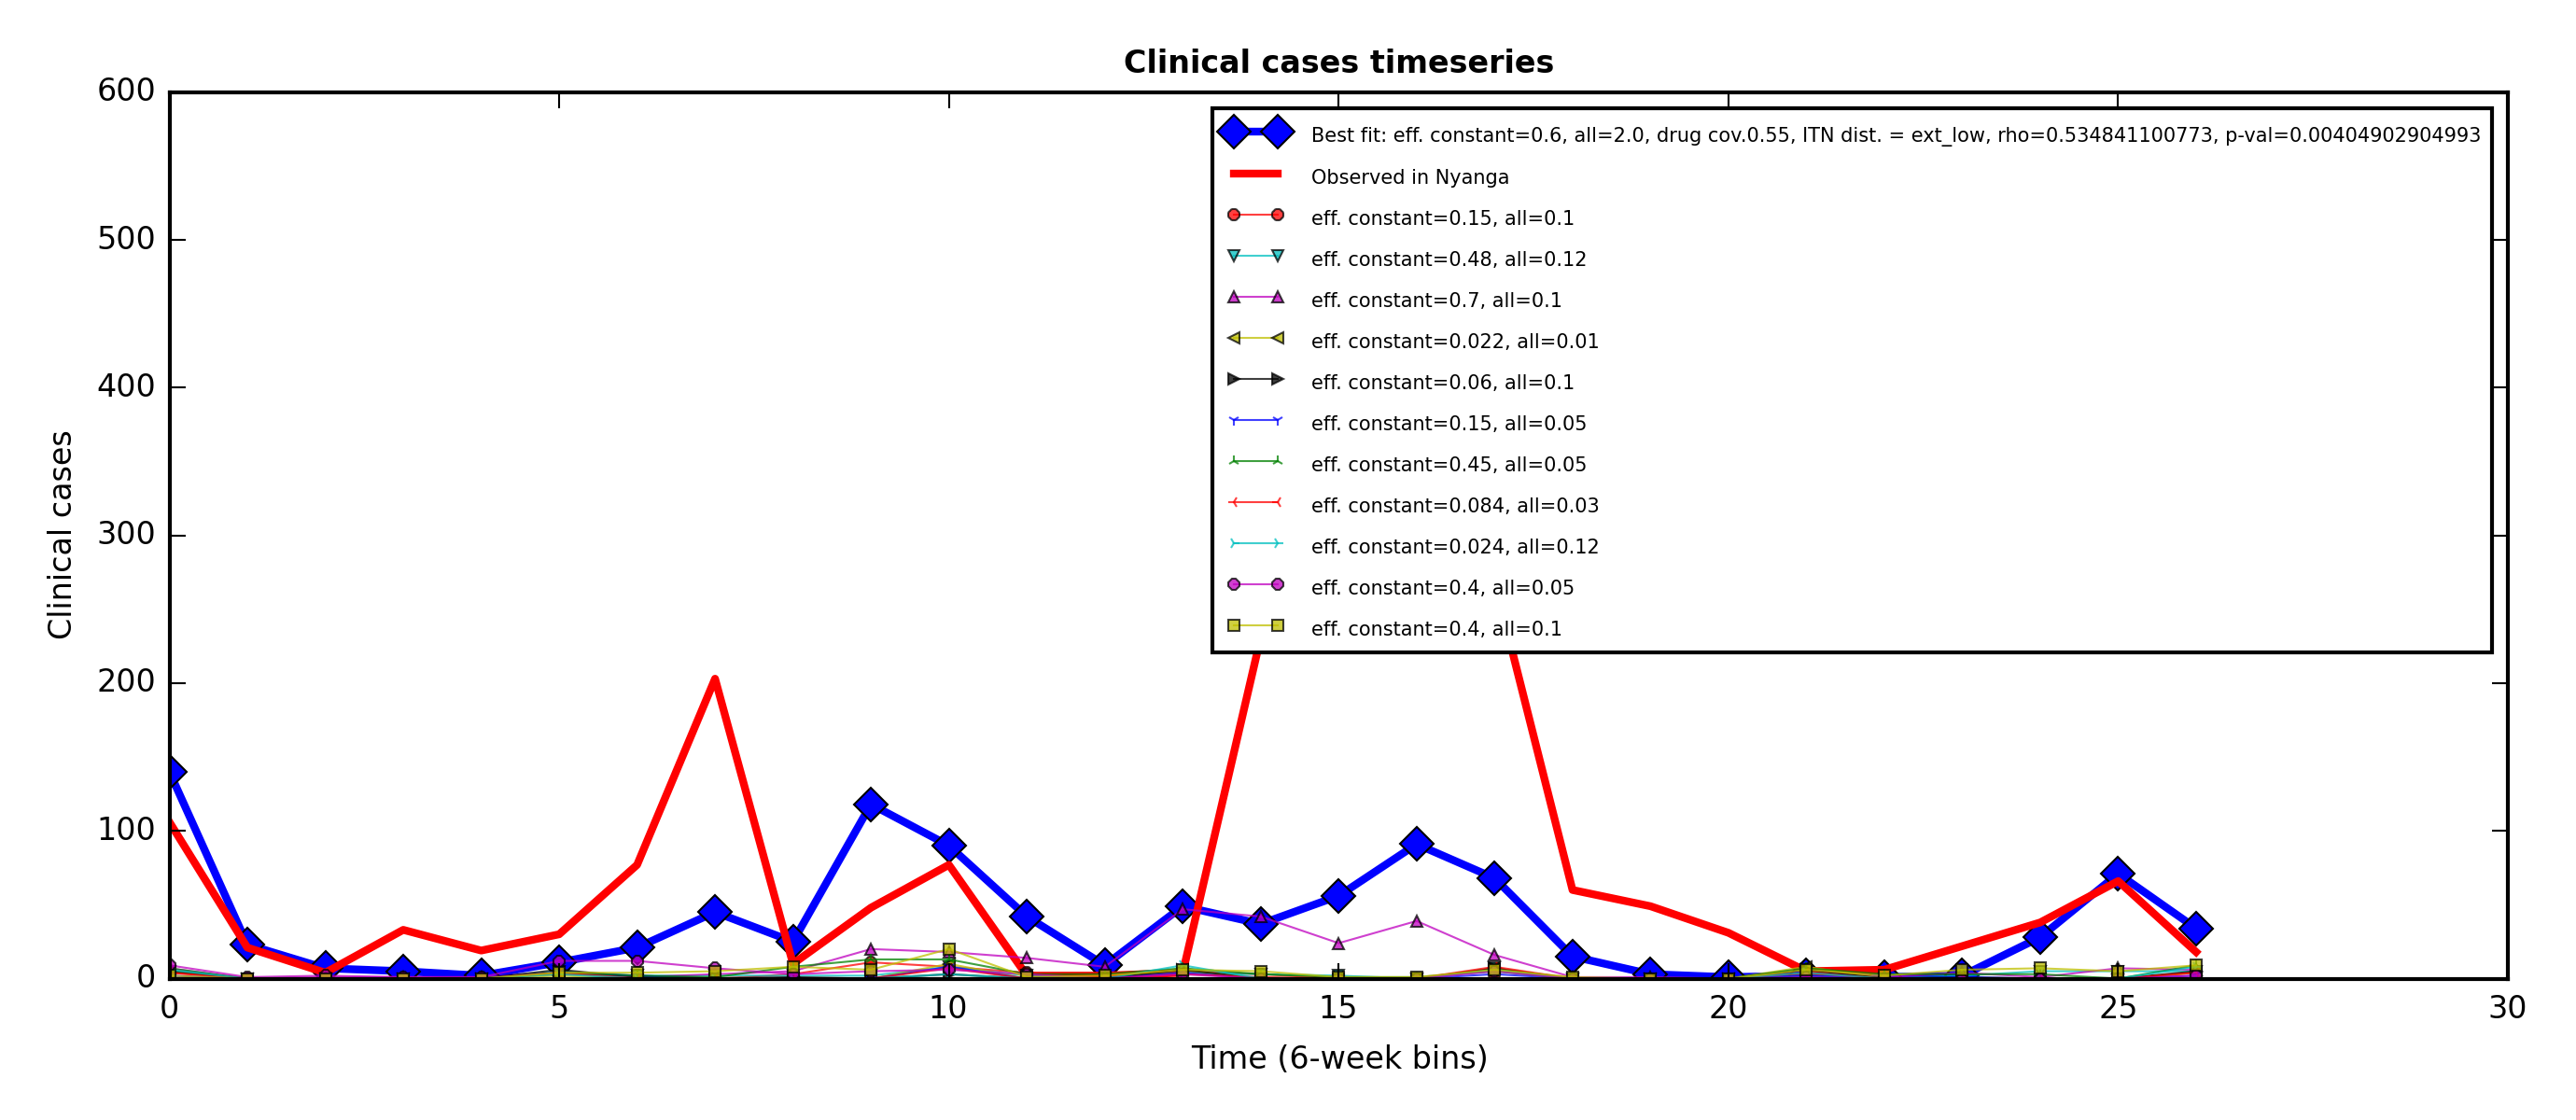 Clinical cases timeseries
600
500
400
300
200
100
0
Clinical cases
Best fit: eff. constant=0.6, all=2.0, drug cov.0.55, ITN dist. = ext_low, rho=0.534841100773, p-val=0.00404902904993
Observed in Nyanga
eff. constant=0.15, all=0.1
eff. constant=0.48, all=0.12
eff. constant=0.7, all=0.1
eff. constant=0.022, all=0.01
eff. constant=0.06, all=0.1
eff. constant=0.15, all=0.05
eff. constant=0.45, all=0.05
eff. constant=0.084, all=0.03
eff. constant=0.024, all=0.12
eff. constant=0.4, all=0.05
eff. constant=0.4, all=0.1
0 5 10 15 20 25 30
Time (6-week bins)